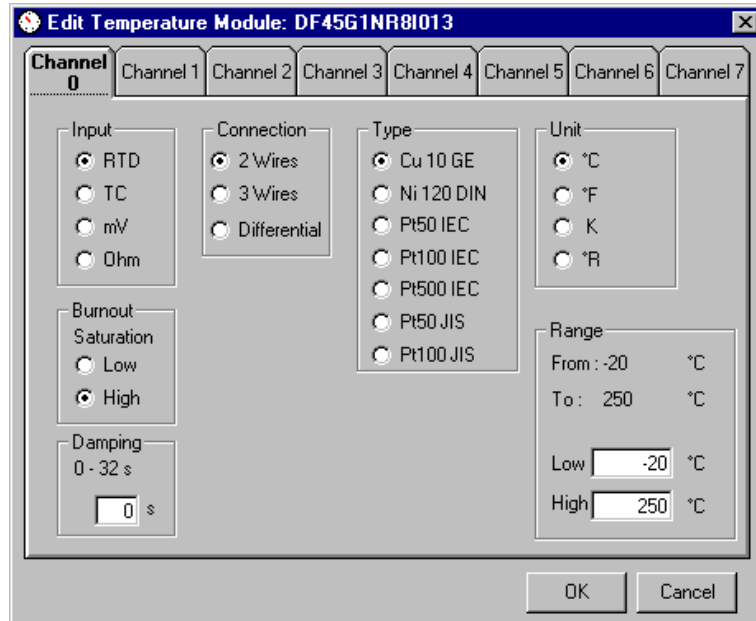 Edit Temperature Module: DF45G1NR8I013
Channel 0
Channel 1
Channel 2
Channel 3
Channel 4
Channel 5
Channel 6
Channel 7
Input
RTD
TC
mV
Ohm
Connection
2 Wires
3 Wires
Differential
Type
Cu 10 GE
Ni 120 DIN
Pt50 IEC
Pt100 IEC
Pt500 IEC
Pt50 JIS
Pt100 JIS
Unit
°C
°F
K
°R
Burnout
Saturation
Low
High
Damping
0 - 32 s
0 s
Range
From : -20 °C
To : 250 °C
Low -20 °C
High 250 °C
OK
Cancel